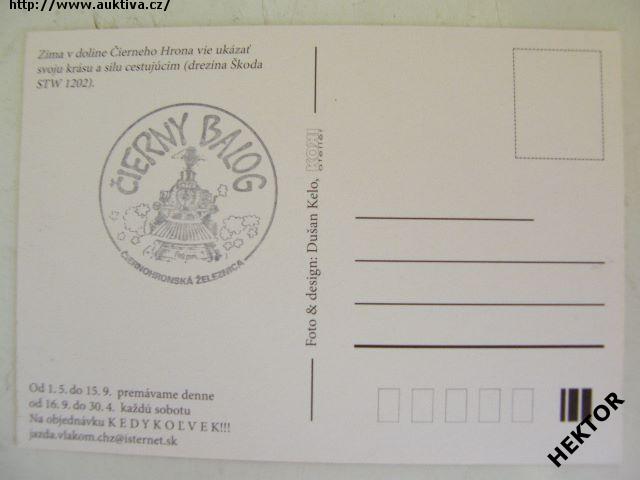 http://www.auktiva.cz/
Zima v doline Čierneho Hrona vie ukázať
svoju krásu a silu cestujúcim (drezína Škoda
STW 1202).
ČIERNY BALOG
ČIERNOHRONSKÁ ŽELEZNICA
Foto & design: Dušan Kelo,
Od 1. 5. do 15. 9. premávame denne
od 16. 9. do 30. 4. každú sobotu
Na objednávku KEDYKOĽVEK!!!
jazda.vlakom.chz@isternet.sk
HEKTOR